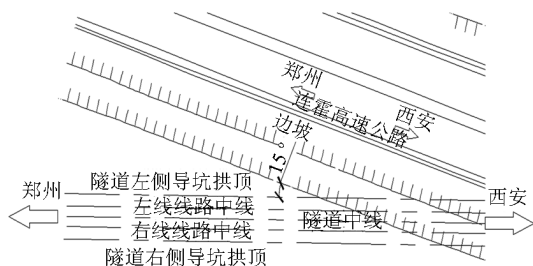 郑州
连霍高速公路
西安
边坡
15°
隧道左侧导坑拱顶
郑州
左线线路中线
隧道中线
西安
右线线路中线
隧道右侧导坑拱顶